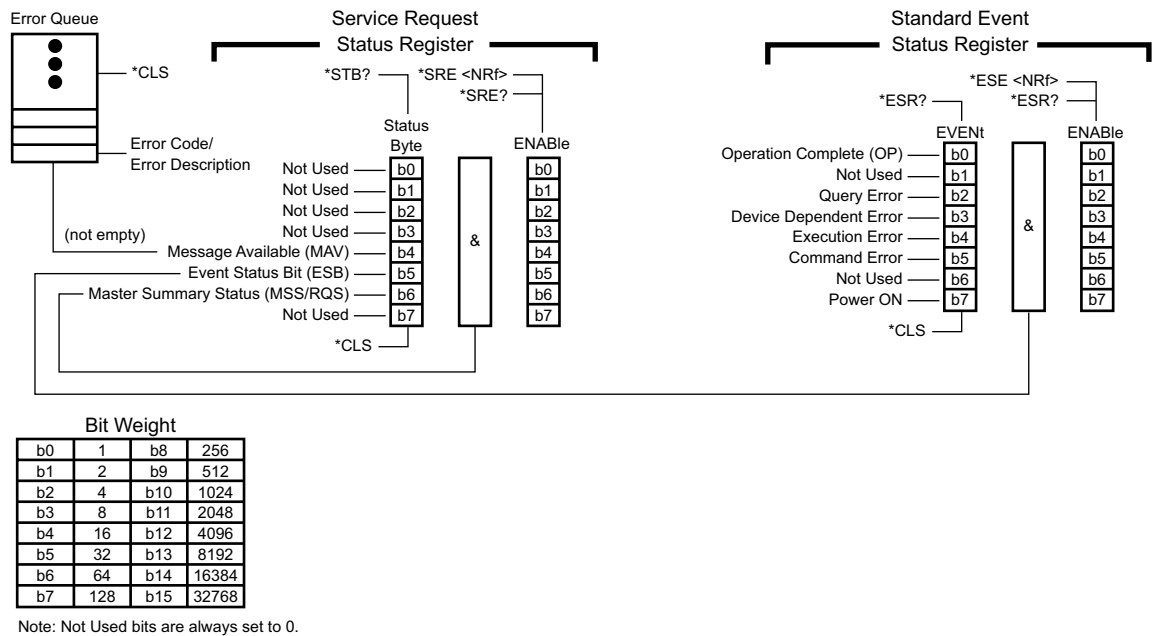 Error Queue
*CLS
Error Code/
Error Description
(not empty)
Service Request
Status Register
*STB?
*SRE <NRf>
*SRE?
Status
Byte
ENABle
Not Used b0 b0
Not Used b1 b1
Not Used b2 b2
Not Used b3 b3
Message Available (MAV) b4 b4
Event Status Bit (ESB) b5 b5
Master Summary Status (MSS/RQS) b6 b6
Not Used b7 b7
&
*CLS
Standard Event
Status Register
*ESR?
*ESE <NRf>
*ESR?
EVENt
ENABle
Operation Complete (OP) b0 b0
Not Used b1 b1
Query Error b2 b2
Device Dependent Error b3 b3
Execution Error b4 b4
Command Error b5 b5
Not Used b6 b6
Power ON b7 b7
&
*CLS
Bit Weight
b0 1 b8 256
b1 2 b9 512
b2 4 b10 1024
b3 8 b11 2048
b4 16 b12 4096
b5 32 b13 8192
b6 64 b14 16384
b7 128 b15 32768
Note: Not Used bits are always set to 0.